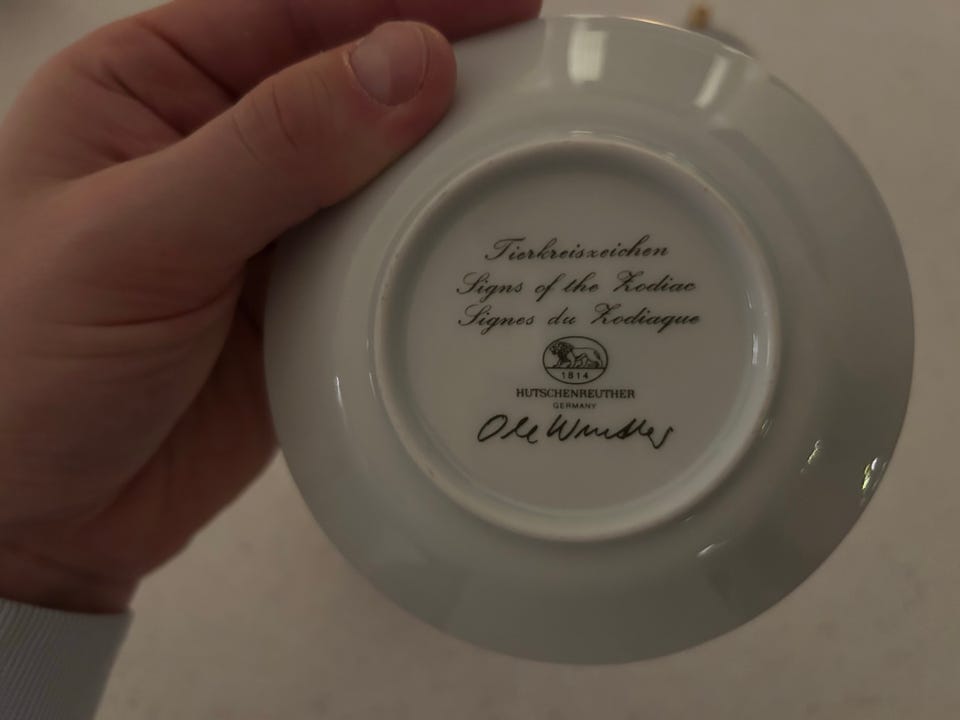 Tierkreiszeichen
Signs of the Zodiac
Signes du Zodiaque
1814
HUTSCHENREUTHER
GERMANY
Ole Winther